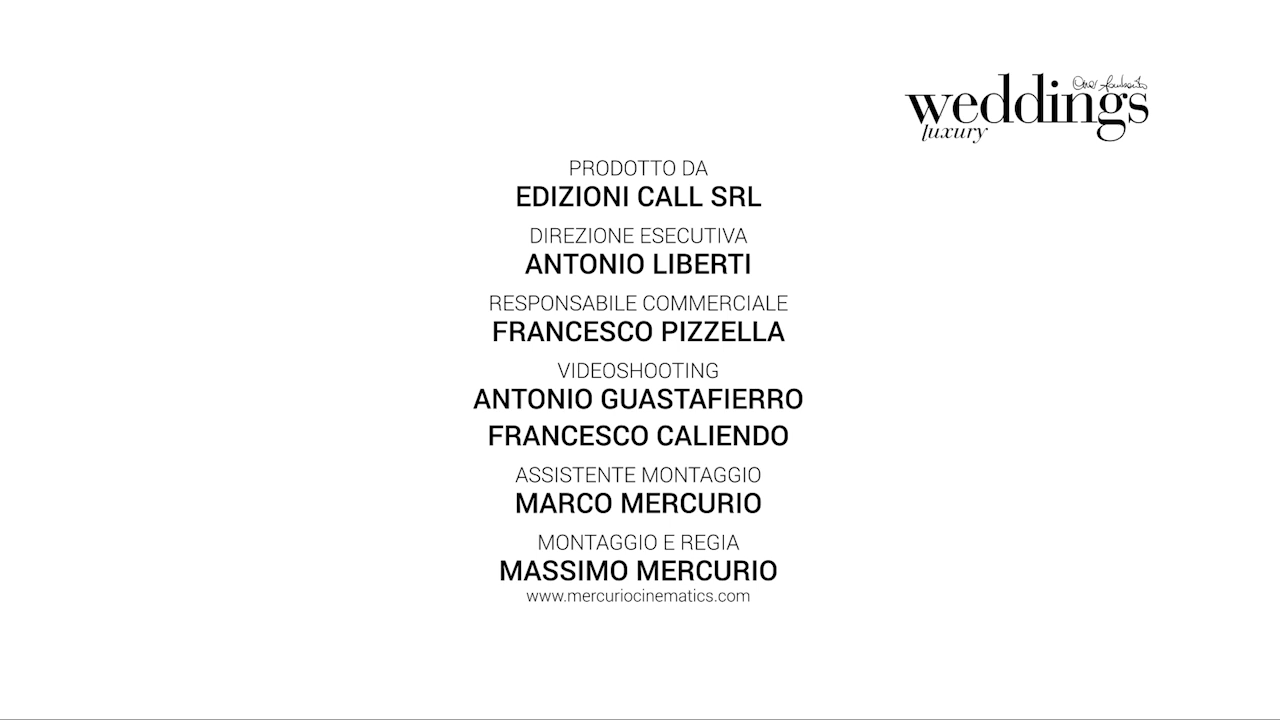 weddings
luxury
PRODOTTO DA
EDIZIONI CALL SRL
DIREZIONE ESECUTIVA
ANTONIO LIBERTI
RESPONSABILE COMMERCIALE
FRANCESCO PIZZELLA
VIDEOSHOOTING
ANTONIO GUASTAFIERRO
FRANCESCO CALIENDO
ASSISTENTE MONTAGGIO
MARCO MERCURIO
MONTAGGIO E REGIA
MASSIMO MERCURIO
www.mercuriocinematics.com